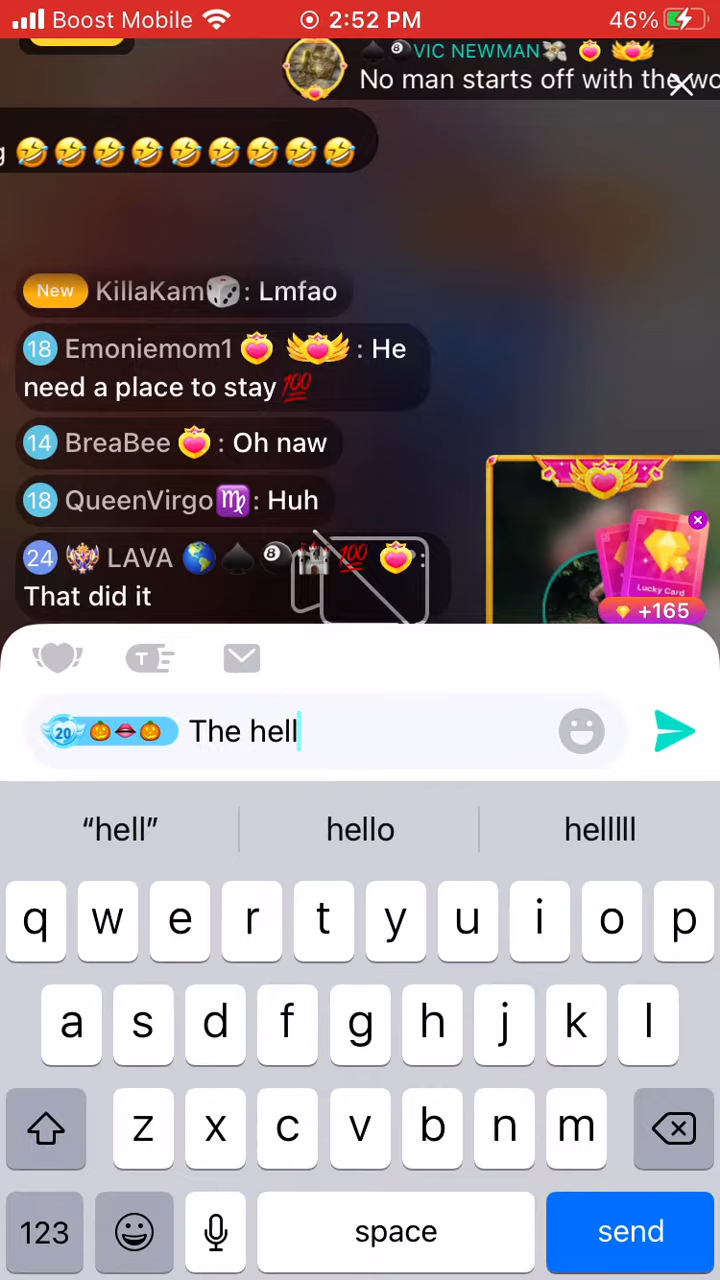 Boost Mobile 2:52 PM 46%
VIC NEWMAN
No man starts off with the wo
g 🤣🤣🤣🤣🤣🤣🤣🤣🤣
New KillaKam🎲: Lmfao
18 Emoniemom1 : He
need a place to stay💯
14 BreaBee : Oh naw
18 QueenVirgo♍: Huh
24 LAVA 🌎♠️🎱🏰💯 :
That did it
Lucky Card
+165
T
20 🎃👄🎃 The hell
“hell” hello helllll
q w e r t y u i o p
a s d f g h j k l
z x c v b n m
123 space send